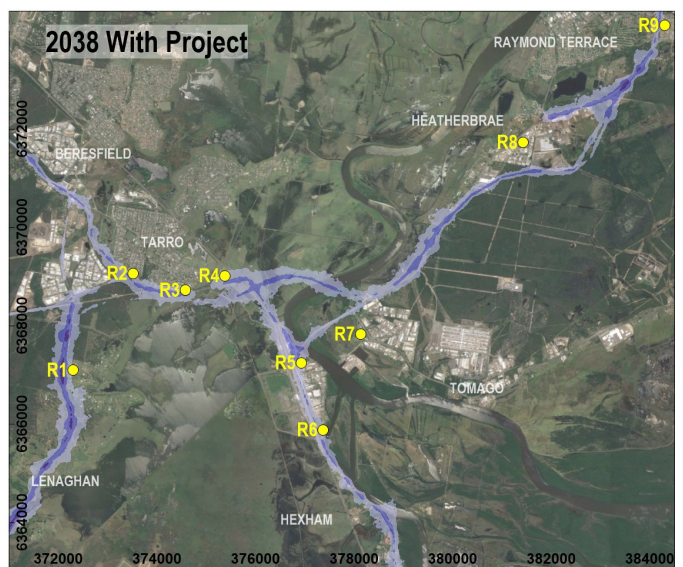 2038 With Project
R9
RAYMOND TERRACE
HEATHERBRAE
R8
BERESFIELD
TARRO
R2
R3
R4
R7
R5
R1
TOMAGO
R6
LENAGHAN
HEXHAM
6372000
6370000
6368000
6366000
6364000
372000 374000 376000 378000 380000 382000 384000